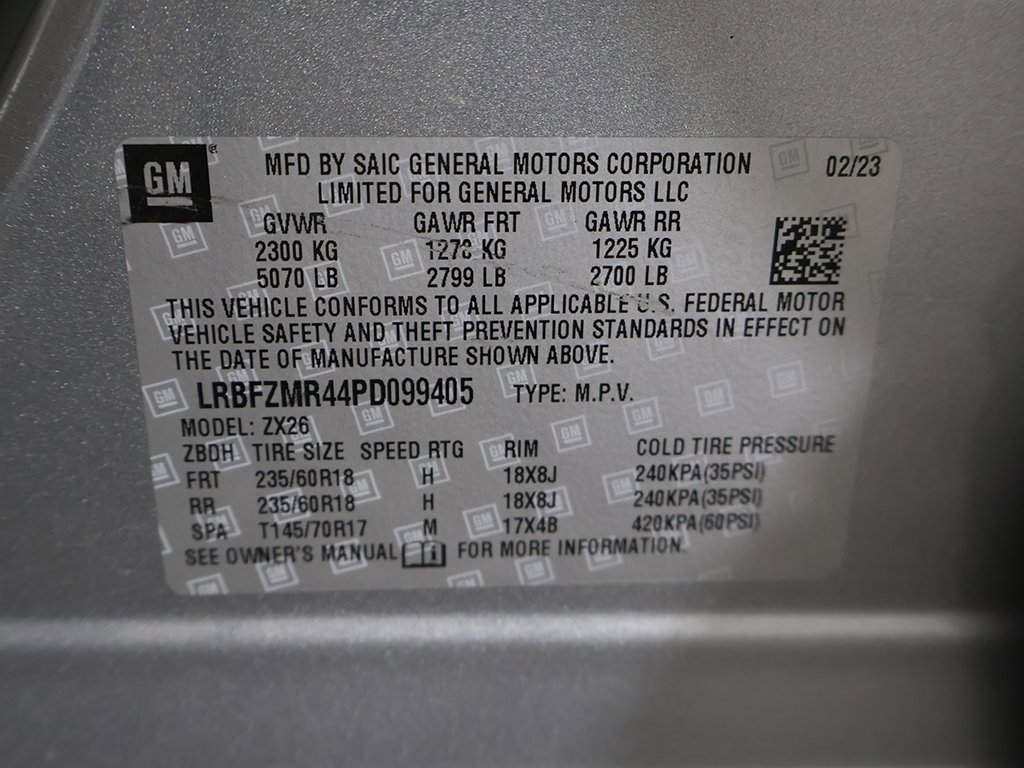 GM
MFD BY SAIC GENERAL MOTORS CORPORATION 02/23
LIMITED FOR GENERAL MOTORS LLC
GVWR GAWR FRT GAWR RR
2300 KG 1270 KG 1225 KG
5070 LB 2799 LB 2700 LB
THIS VEHICLE CONFORMS TO ALL APPLICABLE U.S. FEDERAL MOTOR
VEHICLE SAFETY AND THEFT PREVENTION STANDARDS IN EFFECT ON
THE DATE OF MANUFACTURE SHOWN ABOVE.
LRBFZMR44PD099405 TYPE: M.P.V.
MODEL: ZX26
ZBDH TIRE SIZE SPEED RTG RIM COLD TIRE PRESSURE
FRT 235/60R18 H 18X8J 240KPA(35PSI)
RR 235/60R18 H 18X8J 240KPA(35PSI)
SPA T145/70R17 M 17X4B 420KPA(60PSI)
SEE OWNER'S MANUAL FOR MORE INFORMATION.